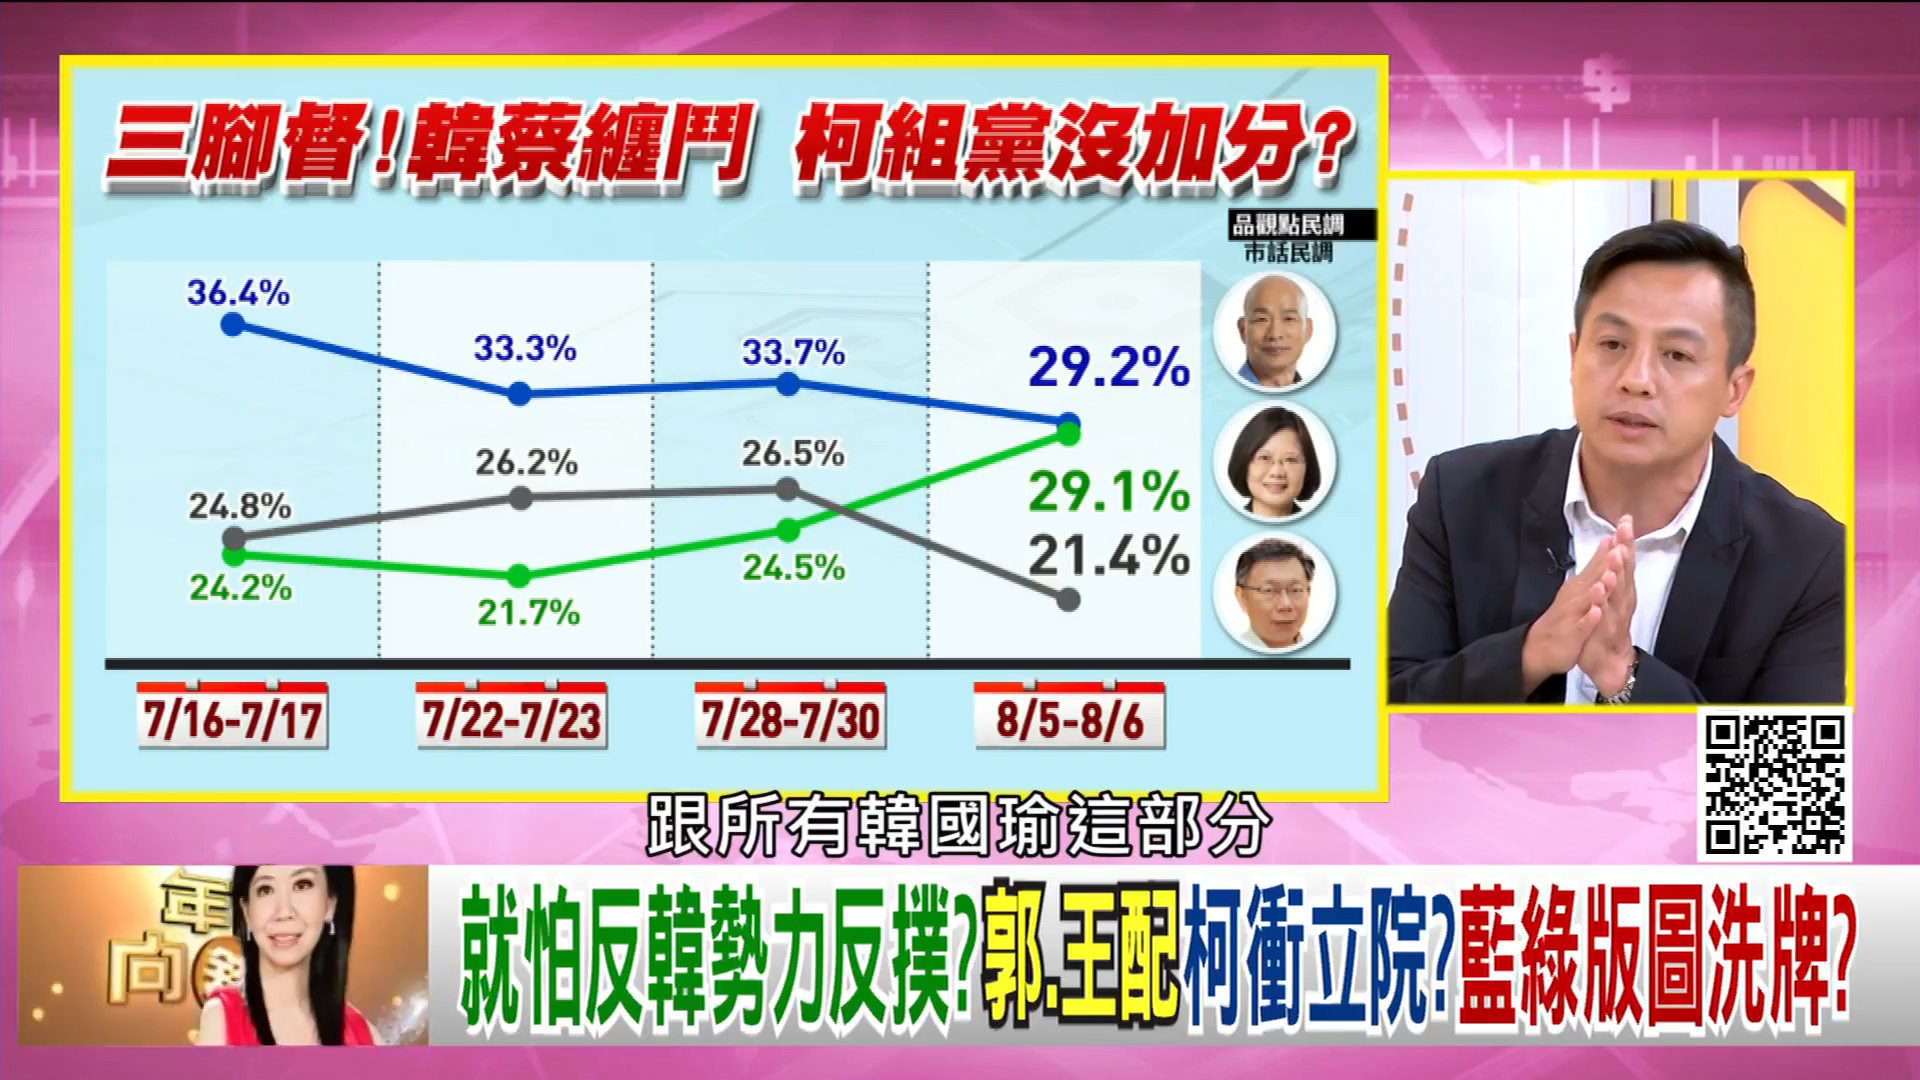 三腳督!韓蔡纏鬥 柯組黨沒加分?
品觀點民調
市話民調
36.4%
33.3%
33.7%
29.2%
24.8%
26.2%
26.5%
29.1%
24.2%
21.7%
24.5%
21.4%
7/16-7/17
7/22-7/23
7/28-7/30
8/5-8/6
跟所有韓國瑜這部分
年
向
就怕反韓勢力反撲?郭.王配柯衝立院?藍綠版圖洗牌?